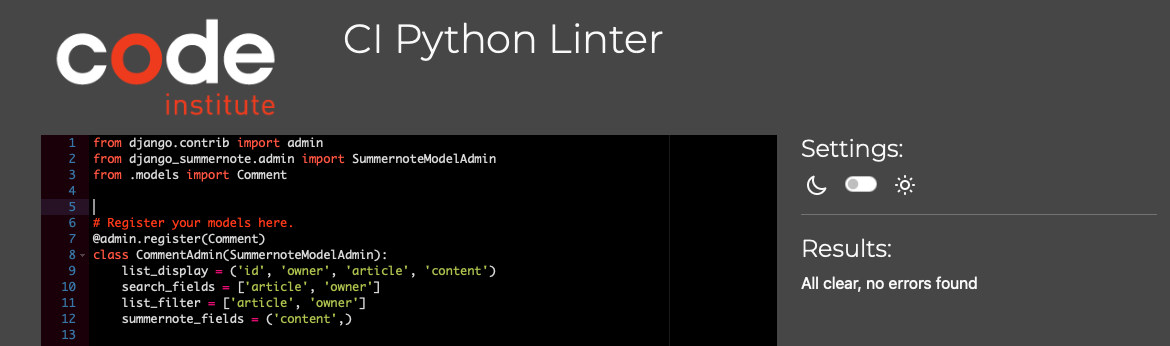 code
institute
CI Python Linter
1 from django.contrib import admin
2 from django_summernote.admin import SummernoteModelAdmin
3 from .models import Comment
4
5
6 # Register your models here.
7 @admin.register(Comment)
8 class CommentAdmin(SummernoteModelAdmin):
9     list_display = ('id', 'owner', 'article', 'content')
10     search_fields = ['article', 'owner']
11     list_filter = ['article', 'owner']
12     summernote_fields = ('content',)
13
Settings:
Results:
All clear, no errors found